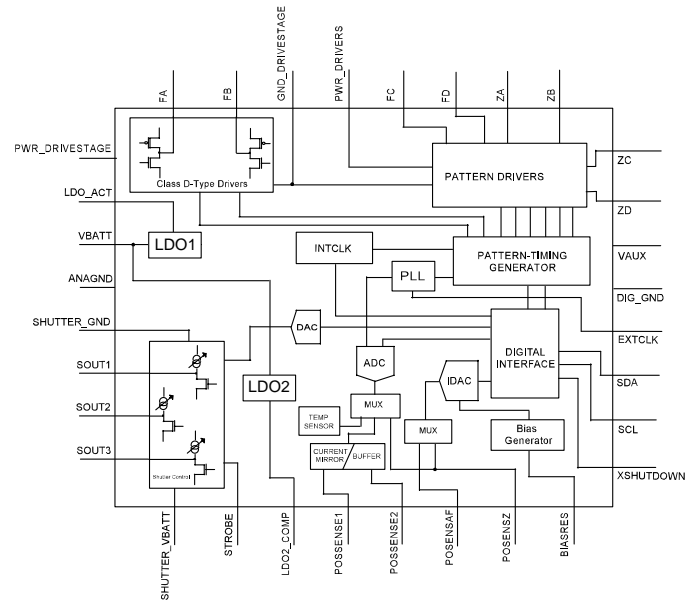 FA
FB
GND_DRIVESTAGE
PWR_DRIVERS
FC
FD
ZA
ZB
PWR_DRIVESTAGE
LDO_ACT
VBATT
ANAGND
SHUTTER_GND
SOUT1
SOUT2
SOUT3
Class D-Type Drivers
PATTERN DRIVERS
LDO1
INTCLK
PATTERN-TIMING
GENERATOR
PLL
DAC
ADC
DIGITAL
INTERFACE
IDAC
LDO2
MUX
TEMP
SENSOR
MUX
Bias
Generator
CURRENT
MIRROR
BUFFER
Shutter Control
ZC
ZD
VAUX
DIG_GND
EXTCLK
SDA
SCL
XSHUTDOWN
SHUTTER_VBATT
STROBE
LDO2_COMP
POSSENSE1
POSSENSE2
POSENSAF
POSENSZ
BIASRES